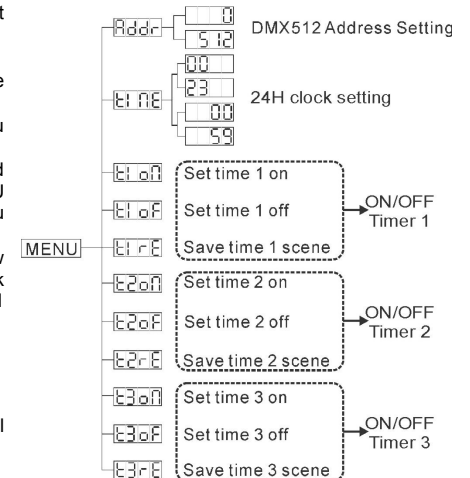 t
e
u
d
U
u
w
k
l
l
Addr
0
512
DMX512 Address Setting
tINE
00
23
00
59
24H clock setting
MENU
t1on
Set time 1 on
t1oF
Set time 1 off
t1rE
Save time 1 scene
ON/OFF
Timer 1
t2on
Set time 2 on
t2oF
Set time 2 off
t2rE
Save time 2 scene
ON/OFF
Timer 2
t3on
Set time 3 on
t3oF
Set time 3 off
t3rE
Save time 3 scene
ON/OFF
Timer 3